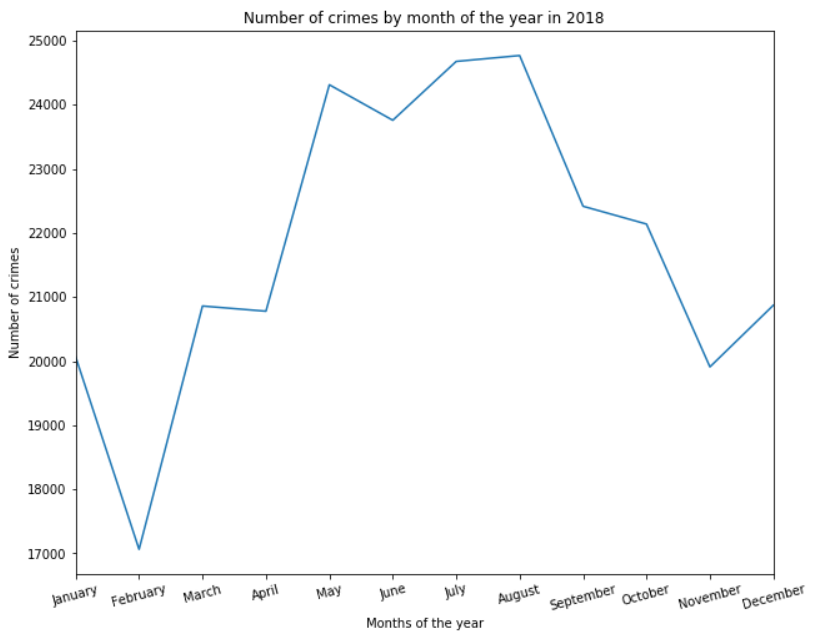 Number of crimes by month of the year in 2018
25000
24000
23000
22000
21000
20000
19000
18000
17000
Number of crimes
January February March April May June July August September October November December
Months of the year